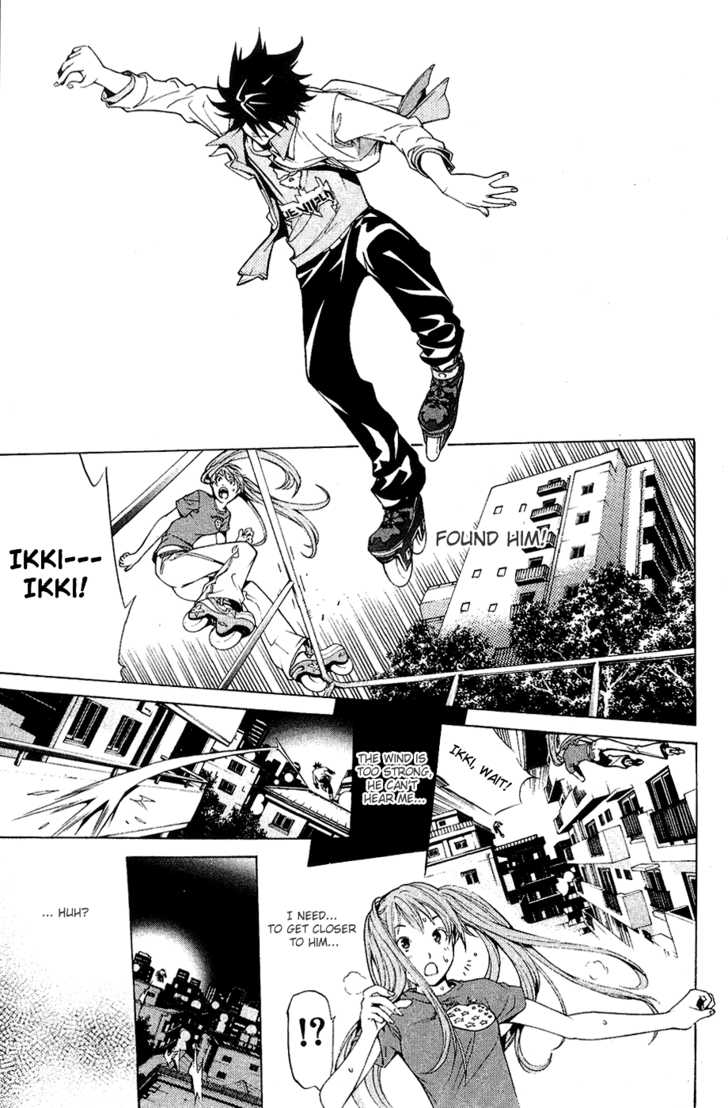 FOUND HIM!
IKKI---
IKKI!
IKKI, WAIT!
THE WIND IS
TOO STRONG,
HE CAN'T
HEAR ME...
I NEED...
TO GET CLOSER
TO HIM...
!?
... HUH?